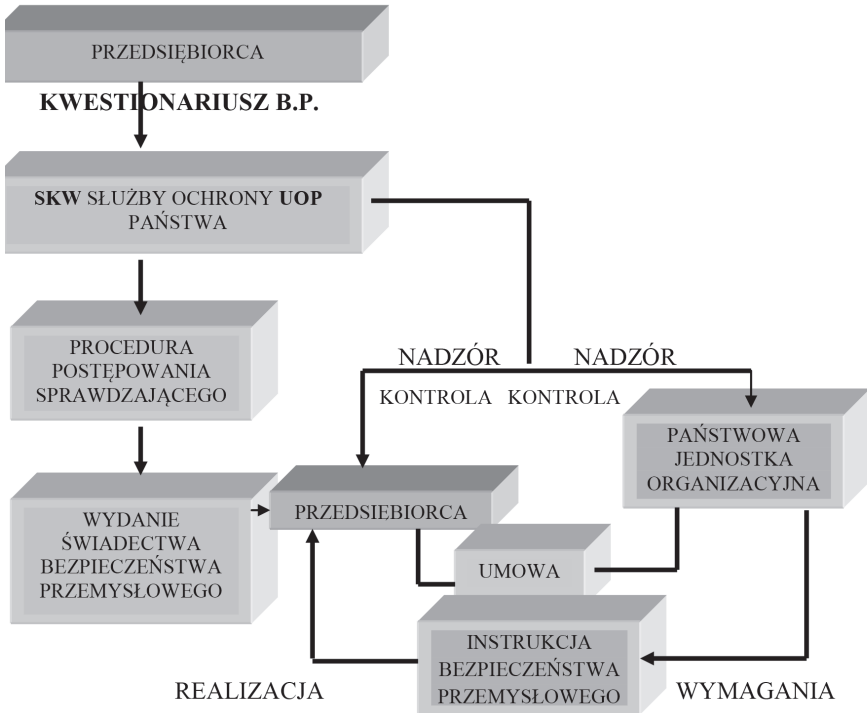 PRZEDSIĘBIORCA
KWESTIONARIUSZ B.P.
SKW SŁUŻBY OCHRONY UOP
PAŃSTWA
PROCEDURA
POSTĘPOWANIA
SPRAWDZAJĄCEGO
NADZÓR NADZÓR
KONTROLA KONTROLA
PAŃSTWOWA
JEDNOSTKA
ORGANIZACYJNA
WYDANIE
ŚWIADECTWA
BEZPIECZEŃSTWA
PRZEMYSŁOWEGO
PRZEDSIEBIORCA
UMOWA
INSTRUKCJA
BEZPIECZEŃSTWA
PRZEMYSŁOWEGO
REALIZACJA
WYMAGANIA